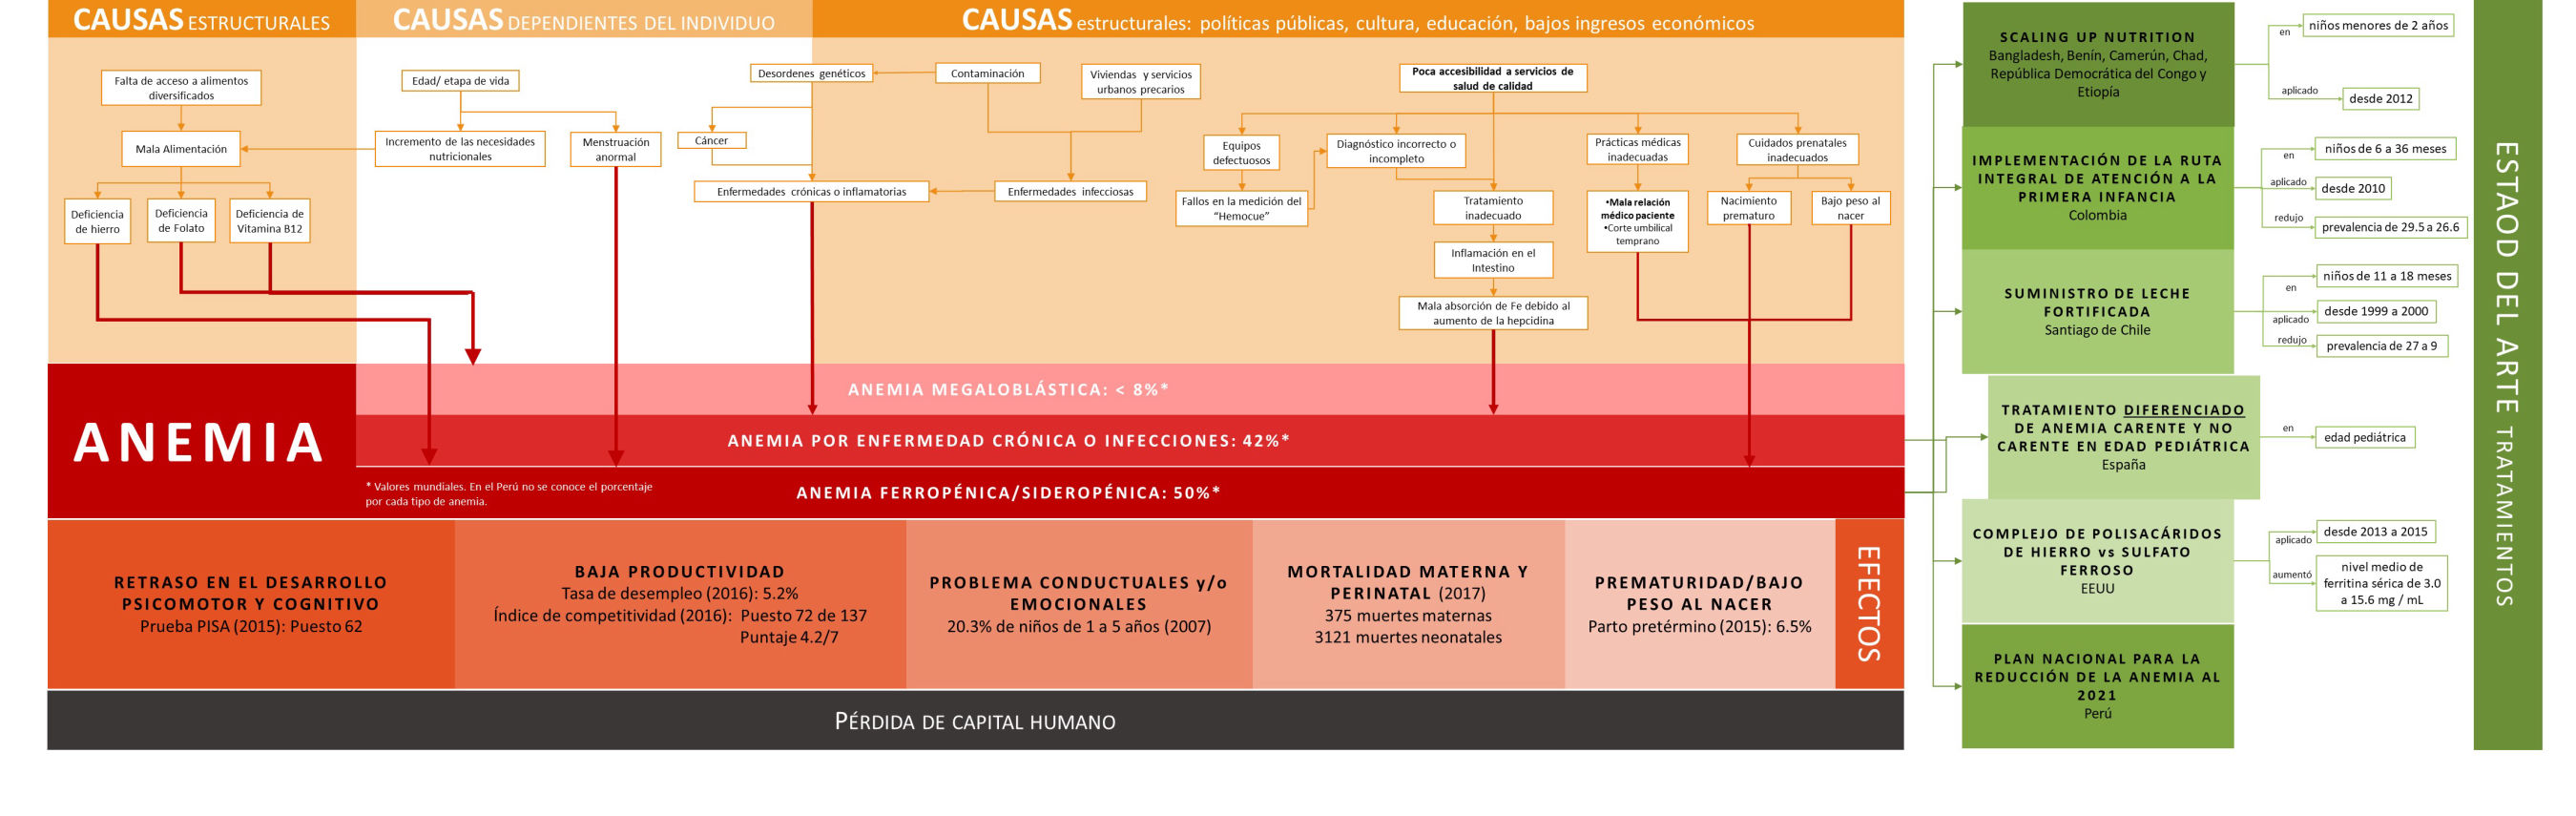 CAUSAS ESTRUCTURALES
CAUSAS DEPENDIENTES DEL INDIVIDUO
CAUSAS estructurales: políticas públicas, cultura, educación, bajos ingresos económicos
Falta de acceso a alimentos
diversificados
Mala Alimentación
Deficiencia
de hierro
Deficiencia
de Folato
Deficiencia de
Vitamina B12
Edad/ etapa de vida
Incremento de las necesidades
nutricionales
Menstruación
anormal
Desordenes genéticos
Contaminación
Viviendas y servicios
urbanos precarios
Cáncer
Enfermedades crónicas o inflamatorias
Enfermedades infecciosas
Poca accesibilidad a servicios de
salud de calidad
Equipos
defectuosos
Fallos en la medición del
"Hemocue"
Diagnóstico incorrecto o
incompleto
Tratamiento
inadecuado
Inflamación en el
Intestino
Mala absorción de Fe debido al
aumento de la hepcidina
Prácticas médicas
inadecuadas
•Mala relación
médico paciente
•Corte umbilical
temprano
Cuidados prenatales
inadecuados
Nacimiento
prematuro
Bajo peso al
nacer
ANEMIA
ANEMIA MEGALOBLÁSTICA: < 8%*
ANEMIA POR ENFERMEDAD CRÓNICA O INFECCIONES: 42%*
* Valores mundiales. En el Perú no se conoce el porcentaje
por cada tipo de anemia.
ANEMIA FERROPÉNICA/SIDEROPÉNICA: 50%*
RETRASO EN EL DESARROLLO
PSICOMOTOR Y COGNITIVO
Prueba PISA (2015): Puesto 62
BAJA PRODUCTIVIDAD
Tasa de desempleo (2016): 5.2%
Índice de competitividad (2016): Puesto 72 de 137
Puntaje 4.2/7
PROBLEMA CONDUCTUALES y/o
EMOCIONALES
20.3% de niños de 1 a 5 años (2007)
MORTALIDAD MATERNA Y
PERINATAL (2017)
375 muertes maternas
3121 muertes neonatales
PREMATURIDAD/BAJO
PESO AL NACER
Parto pretérmino (2015): 6.5%
EFECTOS
PÉRDIDA DE CAPITAL HUMANO
SCALING UP NUTRITION
Bangladesh, Benín, Camerún, Chad,
República Democrática del Congo y
Etiopía
en
niños menores de 2 años
aplicado
desde 2012
IMPLEMENTACIÓN DE LA RUTA
INTEGRAL DE ATENCIÓN A LA
PRIMERA INFANCIA
Colombia
en
niños de 6 a 36 meses
aplicado
desde 2010
redujo
prevalencia de 29.5 a 26.6
SUMINISTRO DE LECHE
FORTIFICADA
Santiago de Chile
en
niños de 11 a 18 meses
aplicado
desde 1999 a 2000
redujo
prevalencia de 27 a 9
TRATAMIENTO DIFERENCIADO
DE ANEMIA CARENTE Y NO
CARENTE EN EDAD PEDIÁTRICA
España
en
edad pediátrica
COMPLEJO DE POLISACÁRIDOS
DE HIERRO vs SULFATO
FERROSO
EEUU
aplicado
desde 2013 a 2015
aumentó
nivel medio de
ferritina sérica de 3.0
a 15.6 mg / mL
PLAN NACIONAL PARA LA
REDUCCIÓN DE LA ANEMIA AL
2021
Perú
ESTAOD DEL ARTE TRATAMIENTOS